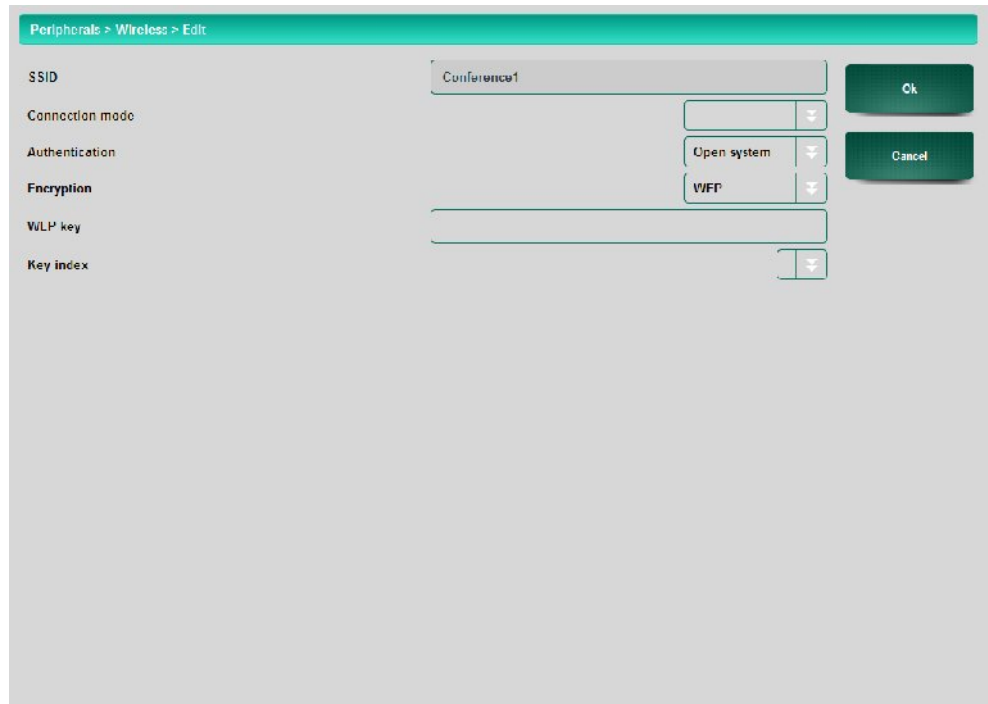 Peripherals > Wireless > Edit
SSID
Conference1
Ok
Connection mode
Authentication
Open system
Cancel
Encryption
WEP
WEP key
Key index